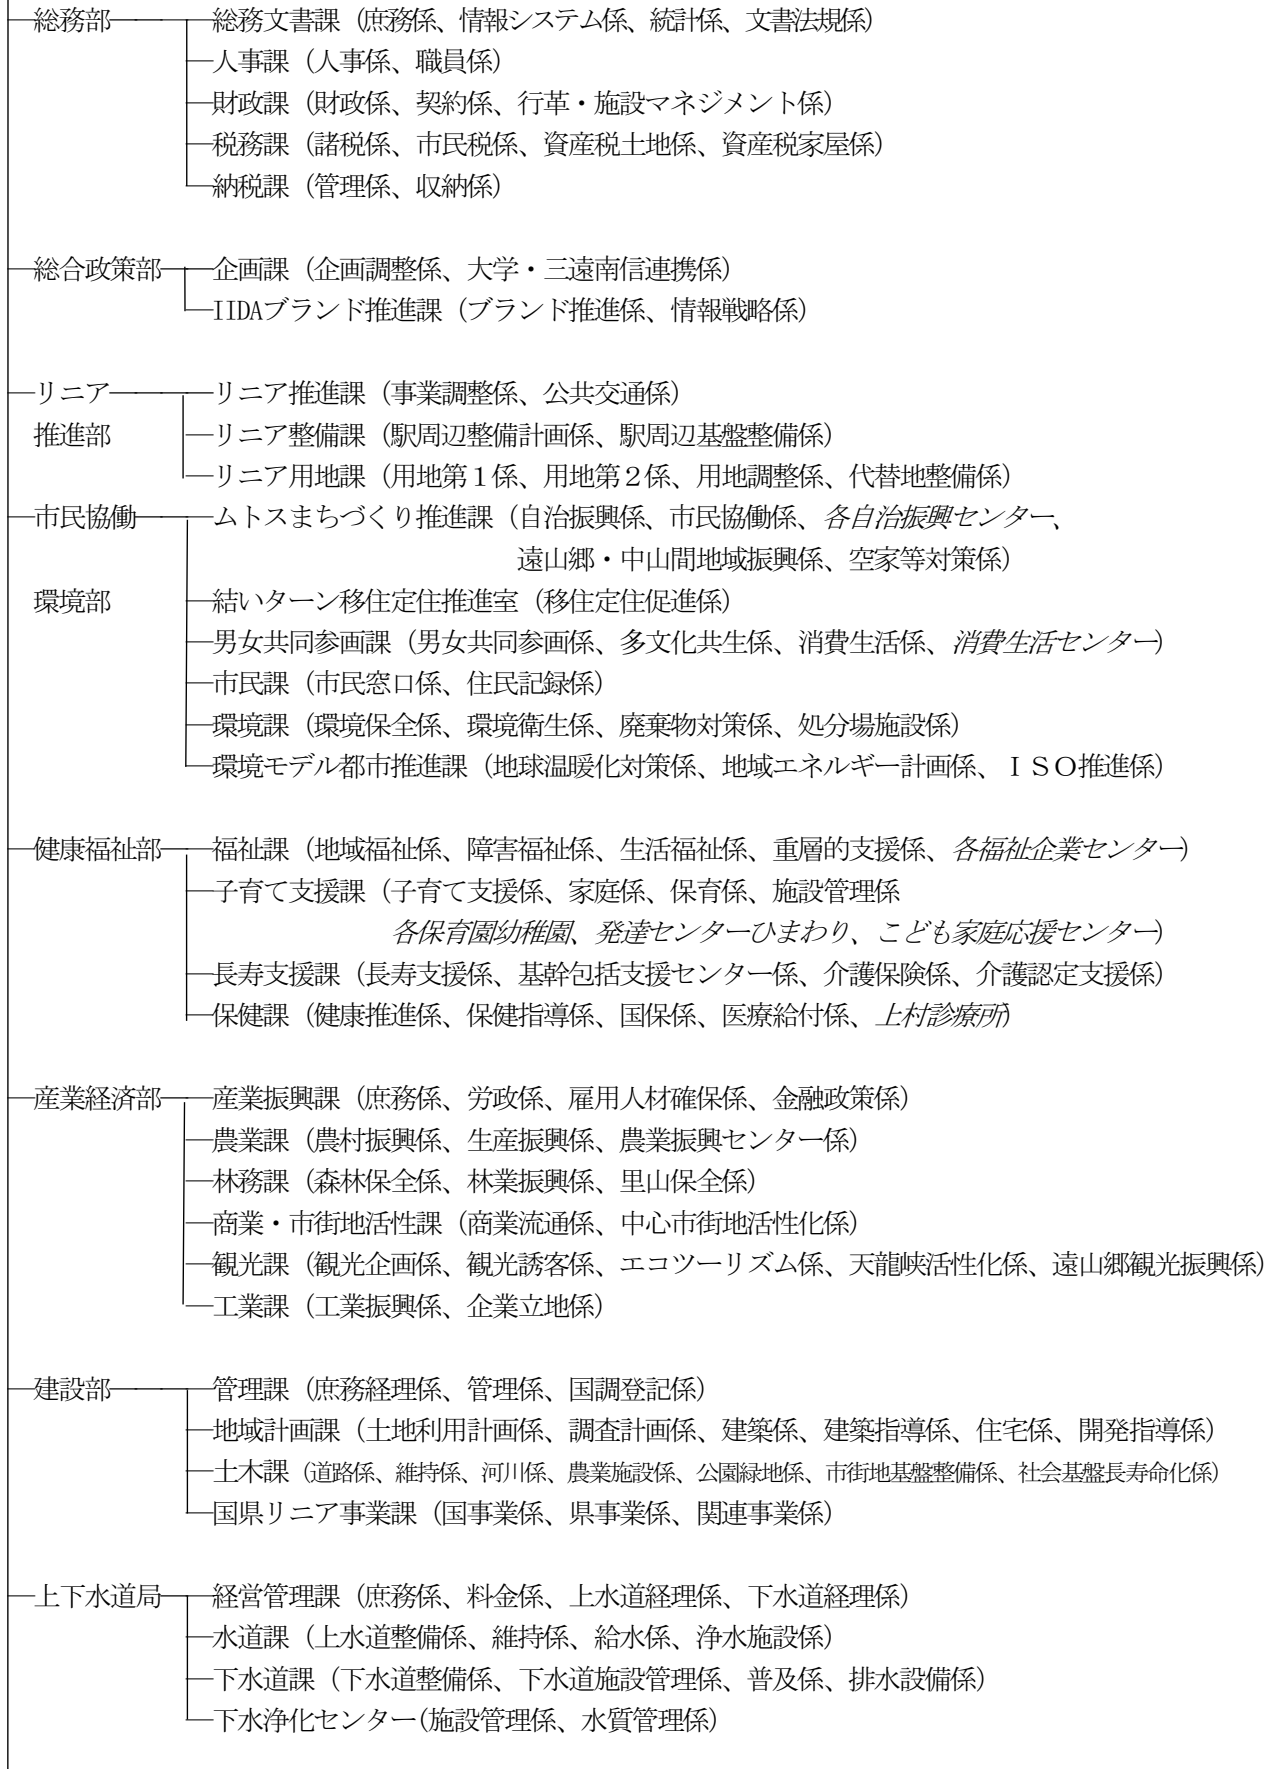 総務部 総務文書課（庶務係、情報システム係、統計係、文書法規係）
人事課（人事係、職員係）
財政課（財政係、契約係、行革・施設マネジメント係）
税務課（諸税係、市民税係、資産税土地係、資産税家屋係）
納税課（管理係、収納係）
総合政策部 企画課（企画調整係、大学・三遠南信連携係）
IIDAブランド推進課（ブランド推進係、情報戦略係）
リニア リニア推進課（事業調整係、公共交通係）
推進部 リニア整備課（駅周辺整備計画係、駅周辺基盤整備係）
リニア用地課（用地第１係、用地第２係、用地調整係、代替地整備係）
市民協働 ムトスまちづくり推進課（自治振興係、市民協働係、各自治振興センター、
遠山郷・中山間地域振興係、空家等対策係）
環境部 結いターン移住定住推進室（移住定住促進係）
男女共同参画課（男女共同参画係、多文化共生係、消費生活係、消費生活センター）
市民課（市民窓口係、住民記録係）
環境課（環境保全係、環境衛生係、廃棄物対策係、処分場施設係）
環境モデル都市推進課（地球温暖化対策係、地域エネルギー計画係、ＩＳＯ推進係）
健康福祉部 福祉課（地域福祉係、障害福祉係、生活福祉係、重層的支援係、各福祉企業センター）
子育て支援課（子育て支援係、家庭係、保育係、施設管理係
各保育園幼稚園、発達センターひまわり、こども家庭応援センター）
長寿支援課（長寿支援係、基幹包括支援センター係、介護保険係、介護認定支援係）
保健課（健康推進係、保健指導係、国保係、医療給付係、上村診療所）
産業経済部 産業振興課（庶務係、労政係、雇用人材確保係、金融政策係）
農業課（農村振興係、生産振興係、農業振興センター係）
林務課（森林保全係、林業振興係、里山保全係）
商業・市街地活性課（商業流通係、中心市街地活性化係）
観光課（観光企画係、観光誘客係、エコツーリズム係、天龍峡活性化係、遠山郷観光振興係）
工業課（工業振興係、企業立地係）
建設部 管理課（庶務経理係、管理係、国調登記係）
地域計画課（土地利用計画係、調査計画係、建築係、建築指導係、住宅係、開発指導係）
土木課（道路係、維持係、河川係、農業施設係、公園緑地係、市街地基盤整備係、社会基盤長寿命化係）
国県リニア事業課（国事業係、県事業係、関連事業係）
上下水道局 経営管理課（庶務係、料金係、上水道経理係、下水道経理係）
水道課（上水道整備係、維持係、給水係、浄水施設係）
下水道課（下水道整備係、下水道施設管理係、普及係、排水設備係）
下水浄化センター(施設管理係、水質管理係）